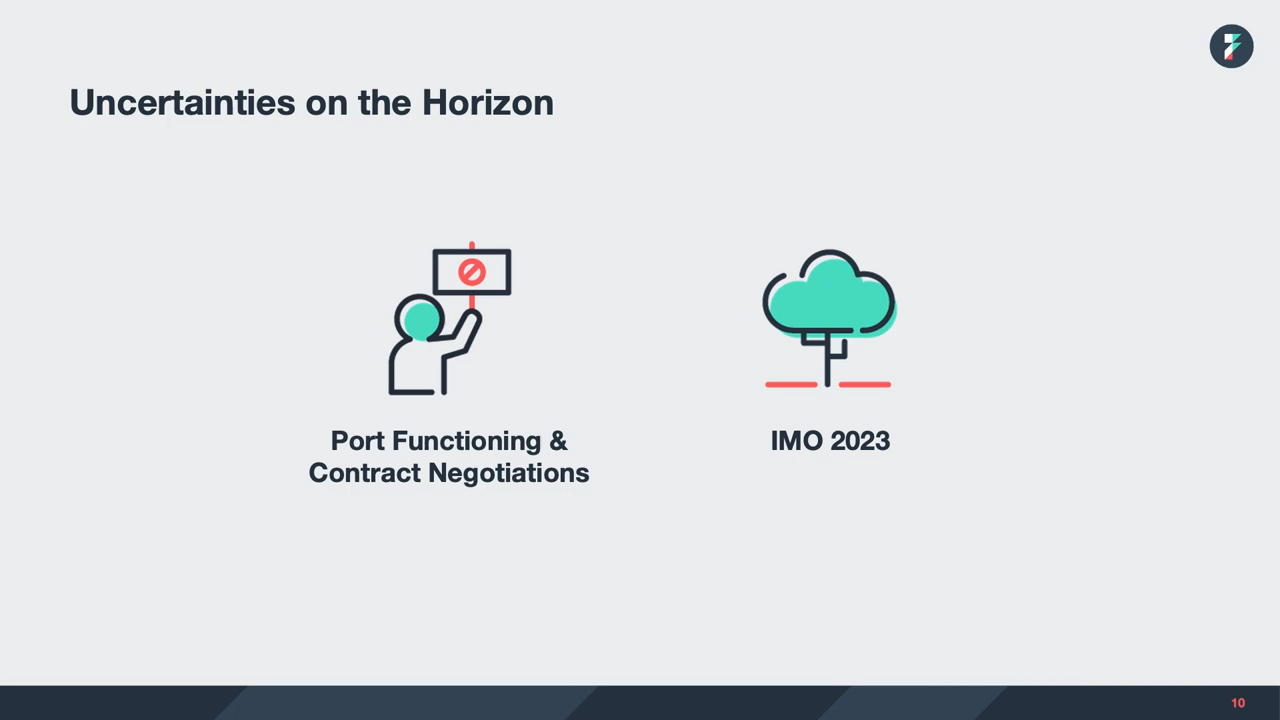 Uncertainties on the Horizon
Port Functioning &
Contract Negotiations
IMO 2023
10